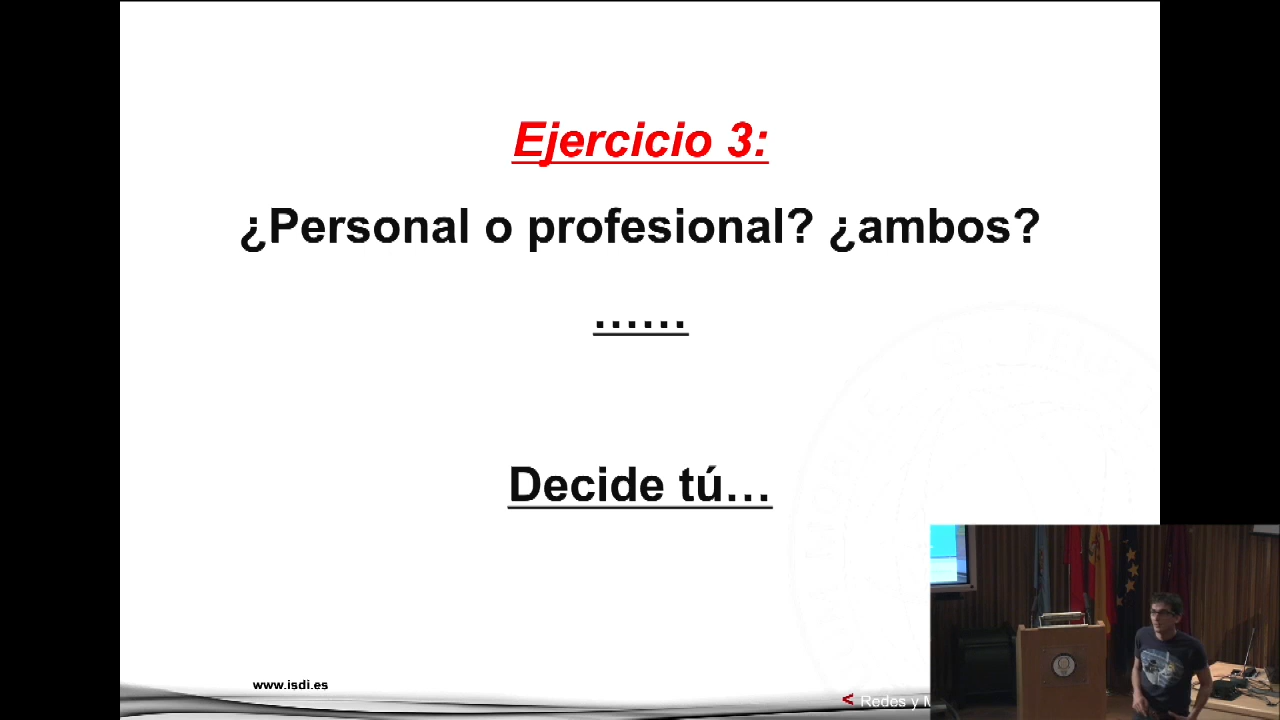 Ejercicio 3:
¿Personal o profesional? ¿ambos?
……
Decide tú…
www.isdi.es
Redes y